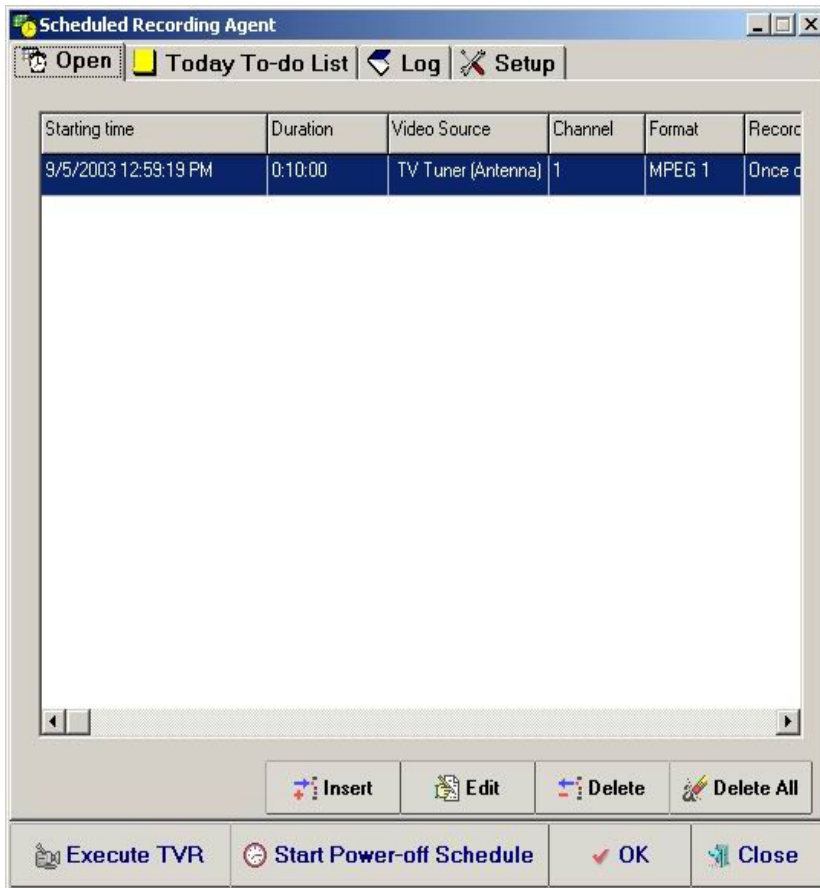 Scheduled Recording Agent
Open Today To-do List Log Setup
Starting time Duration Video Source Channel Format Record
9/5/2003 12:59:19 PM 0:10:00 TV Tuner (Antenna) 1 MPEG 1 Once
Insert Edit Delete Delete All
Execute TVR Start Power-off Schedule OK Close